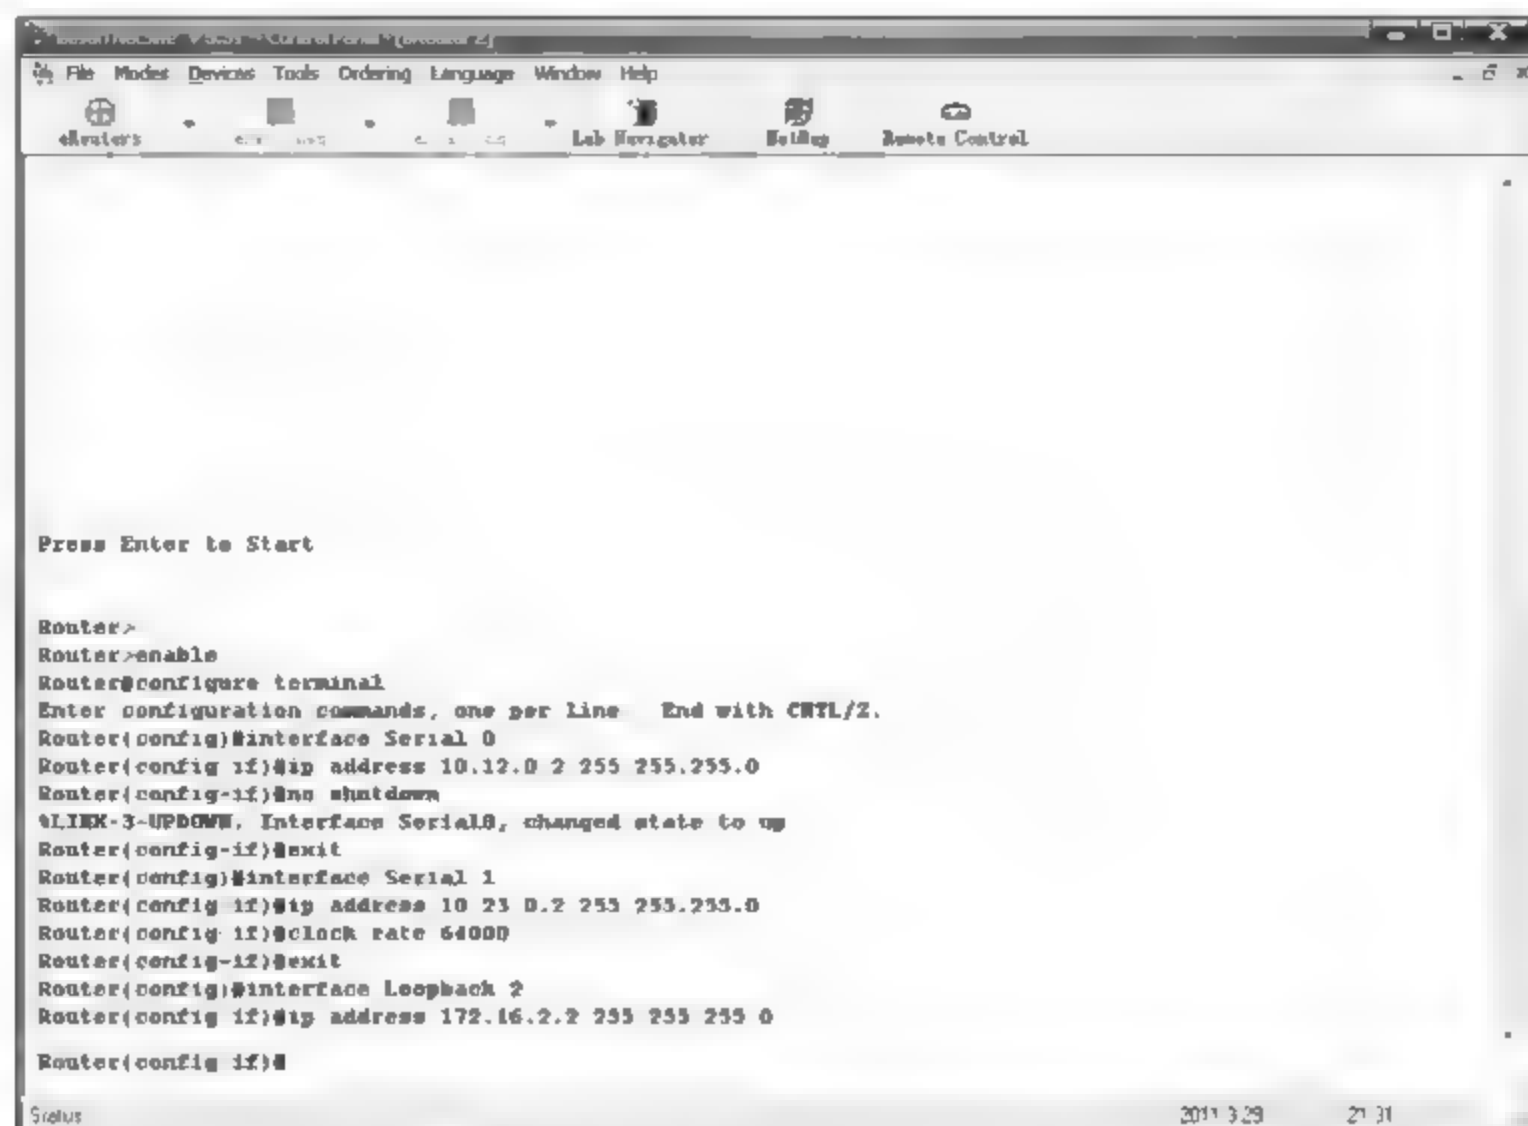 File Modes Devices Tools Ordering Language Window Help
eRouters Lab Navigator NetMap Remote Control
Press Enter to Start
Router>
Router>enable
Router#configure terminal
Enter configuration commands, one per line End with CNTL/Z.
Router(config)#interface Serial 0
Router(config if)#ip address 10.12.0 2 255 255.255.0
Router(config-if)#no shutdown
%LINK-3-UPDOWN, Interface Serial0, changed state to up
Router(config-if)#exit
Router(config)#interface Serial 1
Router(config if)#ip address 10 23 0.2 255 255.255.0
Router(config if)#clock rate 64000
Router(config-if)#exit
Router(config)#interface Loopback 2
Router(config if)#ip address 172.16.2.2 255 255 255 0
Router(config if)#
Status 2011 3 29 21 31